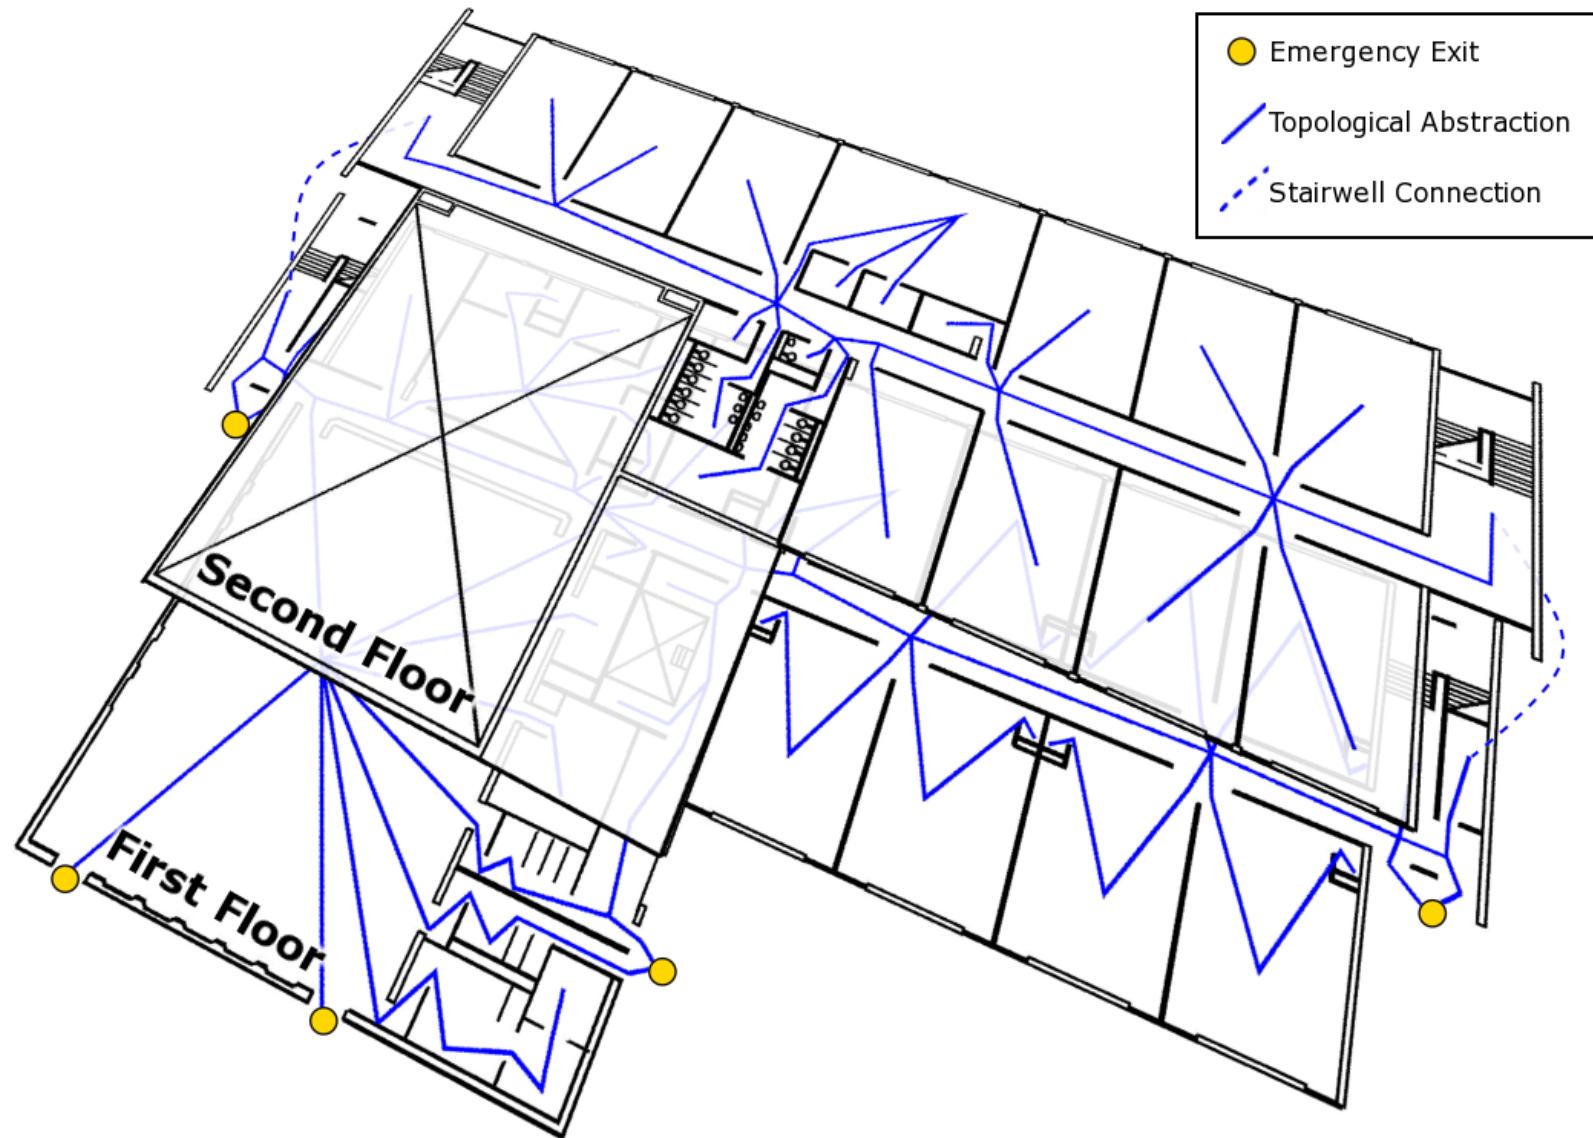 Emergency Exit
Topological Abstraction
Stairwell Connection
Second Floor
First Floor